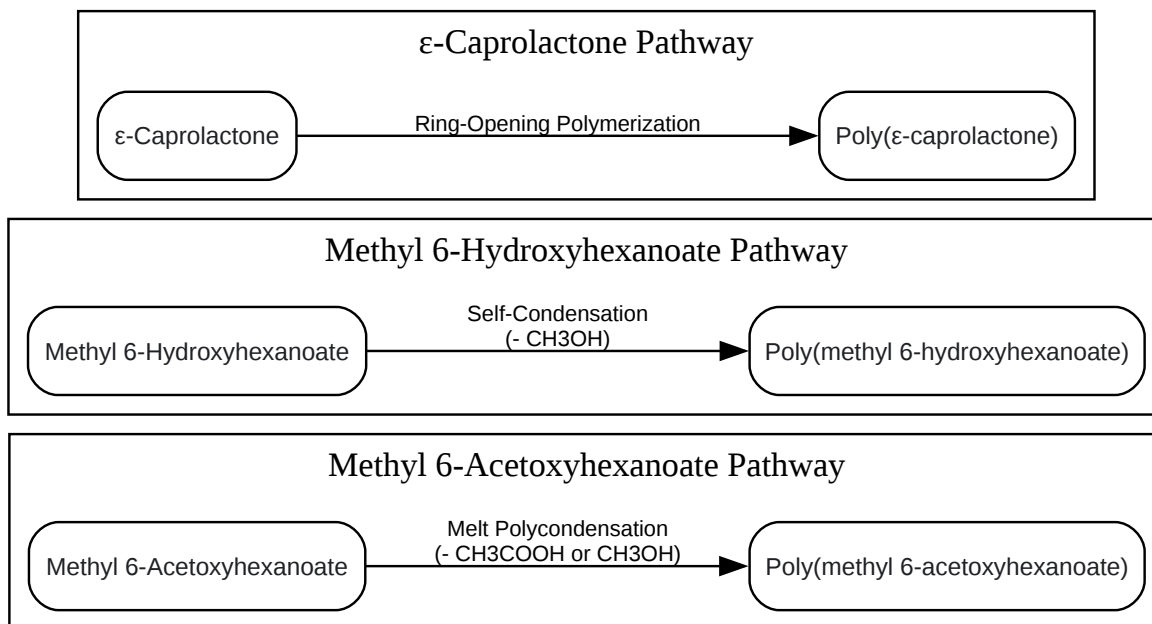 ε-Caprolactone Pathway
ε-Caprolactone
Ring-Opening Polymerization
Poly(ε-caprolactone)
Methyl 6-Hydroxyhexanoate Pathway
Methyl 6-Hydroxyhexanoate
Self-Condensation
(- CH3OH)
Poly(methyl 6-hydroxyhexanoate)
Methyl 6-Acetoxyhexanoate Pathway
Methyl 6-Acetoxyhexanoate
Melt Polycondensation
(- CH3COOH or CH3OH)
Poly(methyl 6-acetoxyhexanoate)